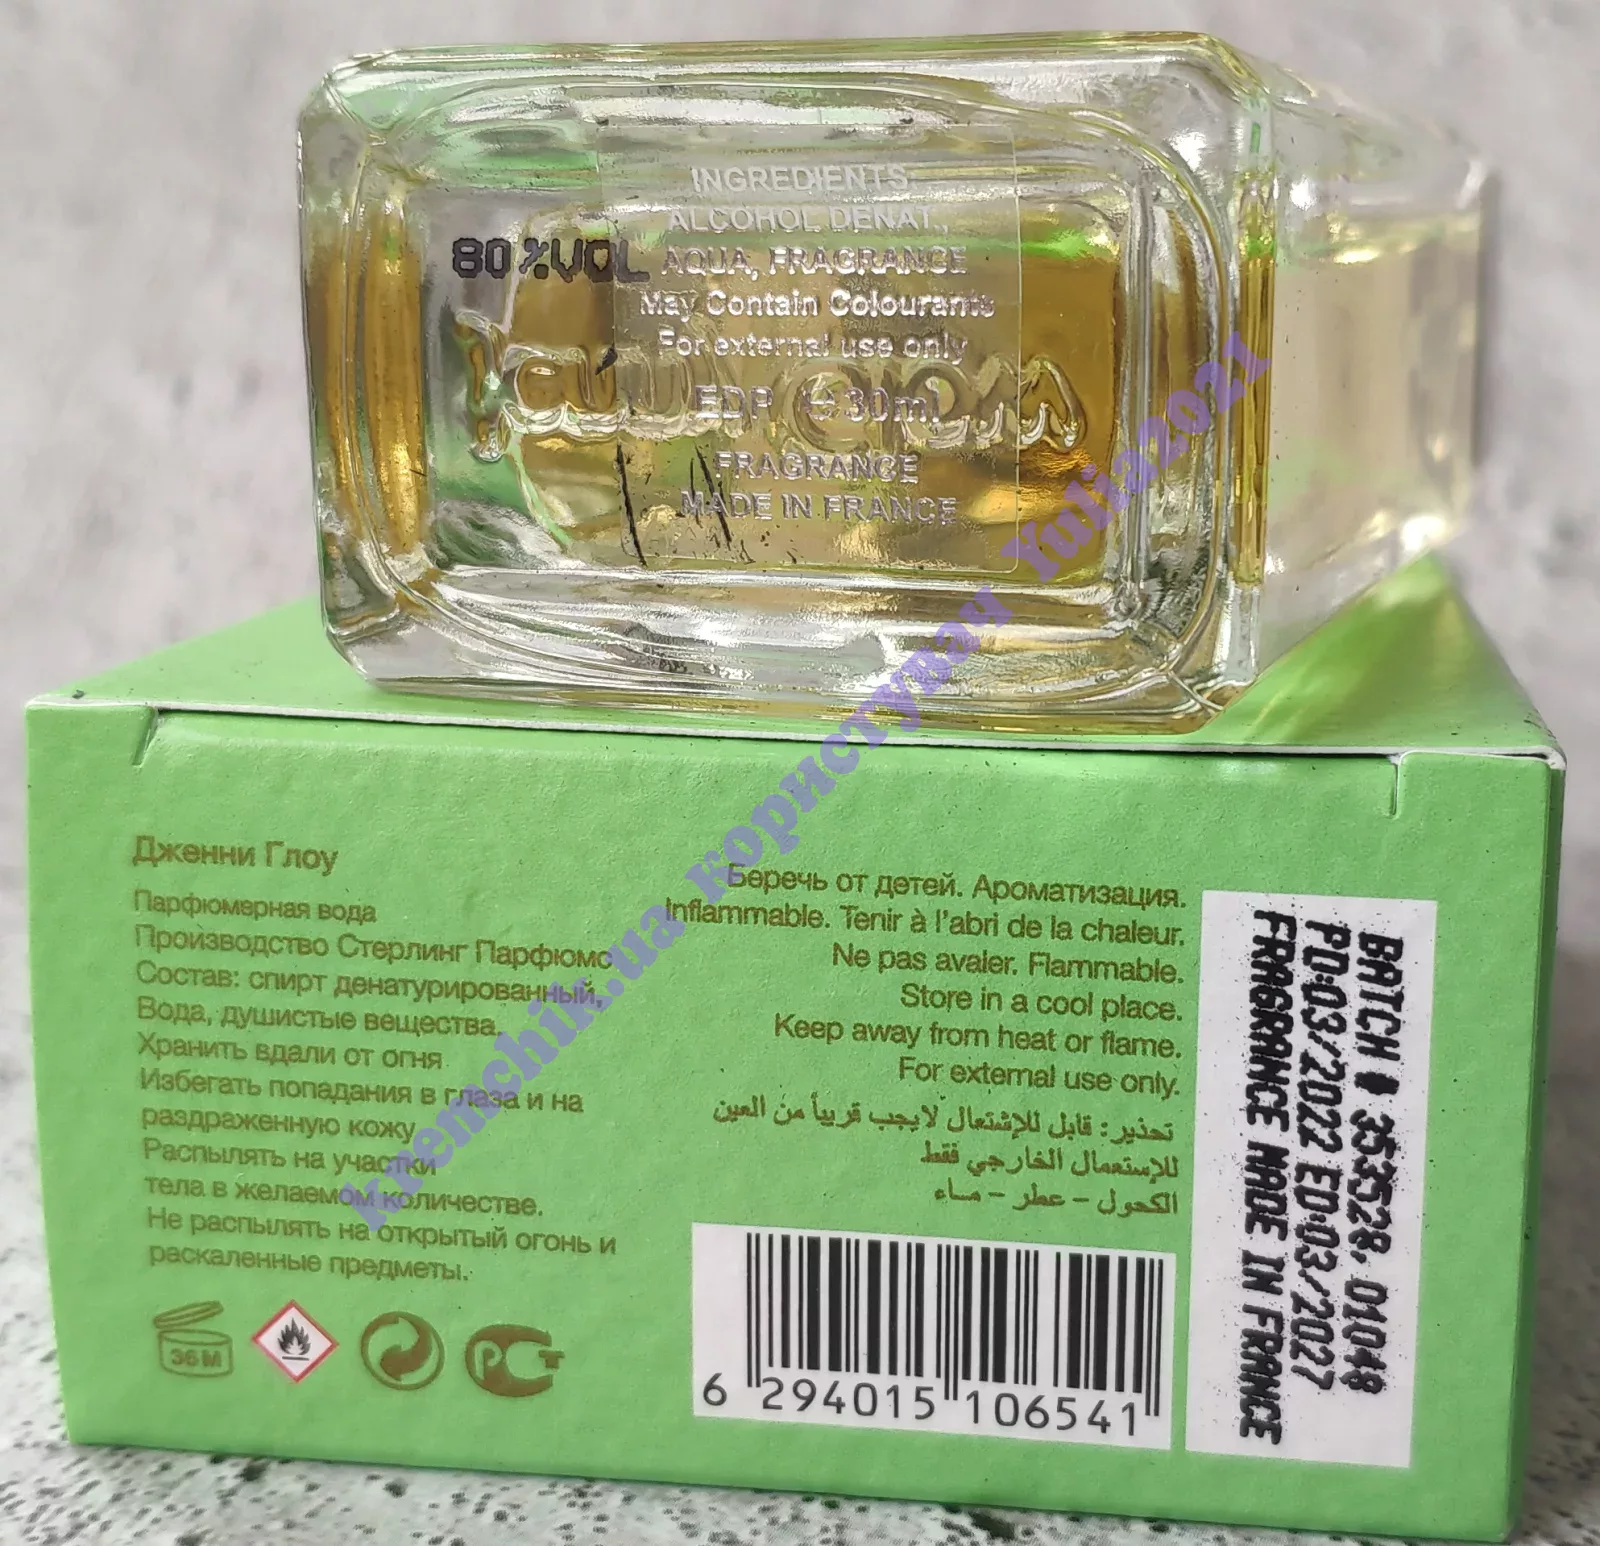 80%VOL
INGREDIENTS:
ALCOHOL DENAT.,
AQUA, FRAGRANCE
May Contain Colourants
For external use only
EDP ℮ 30ml
FRAGRANCE
MADE IN FRANCE
Дженни Глоу
Парфюмерная вода
Производство Стерлинг Парфюмс
Состав: спирт денатурированный,
Вода, душистые вещества.
Хранить вдали от огня
Избегать попадания в глаза и на
раздраженную кожу
Распылять на участки
тела в желаемом количестве.
Не распылять на открытый огонь и
раскаленные предметы.
36 M
PCT
Беречь от детей. Ароматизация.
Inflammable. Tenir à l'abri de la chaleur.
Ne pas avaler. Flammable.
Store in a cool place.
Keep away from heat or flame.
For external use only.
تحذير: قابل للإشتعال لايجب قريباً من العين
للإستعمال الخارجي فقط
الكحول - عطر - مساء
6 294015 106541
BATCH # 353528, 01048
PD:03/2022 ED:03/2027
FRAGRANCE MADE IN FRANCE
kremchik.ua користувач Yulia2021